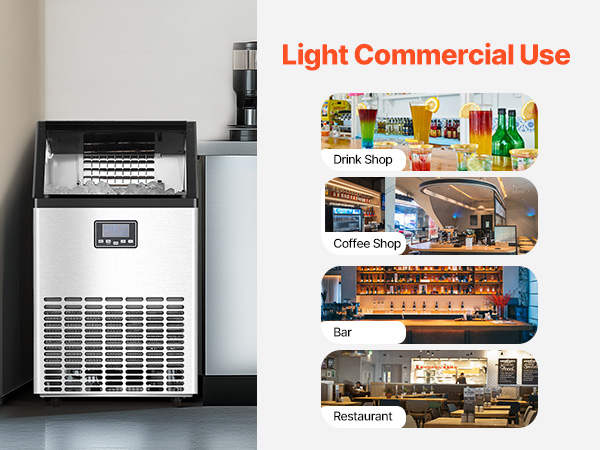 Light Commercial Use
Drink Shop
Coffee Shop
Bar
Restaurant